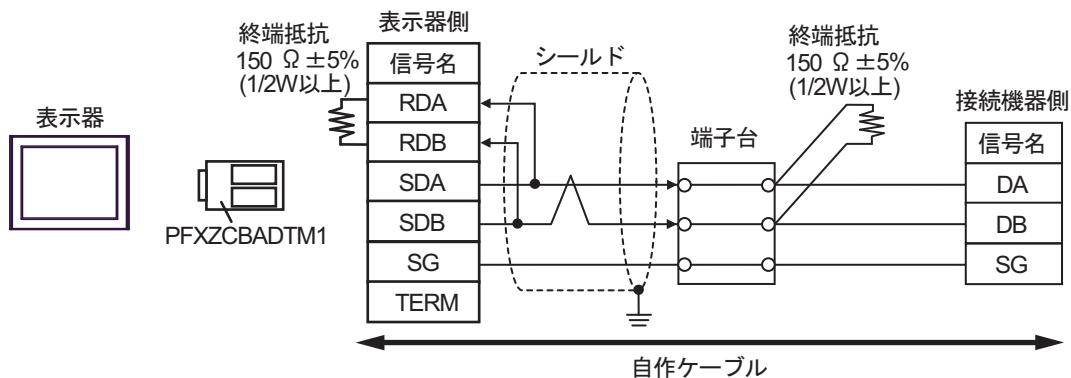 表示器
PFXZCBADTM1
終端抵抗
150 Ω ±5%
(1/2W以上)
表示器側
信号名
RDA
RDB
SDA
SDB
SG
TERM
シールド
端子台
終端抵抗
150 Ω ±5%
(1/2W以上)
接続機器側
信号名
DA
DB
SG
自作ケーブル